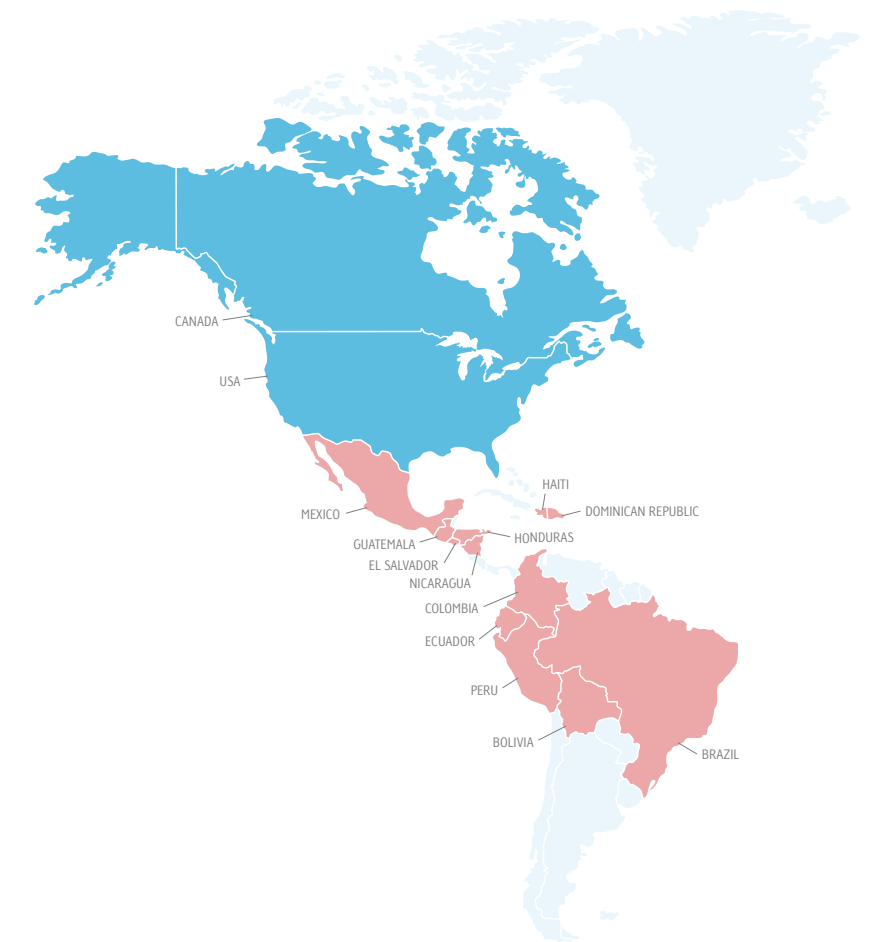 CANADA
USA
HAITI
MEXICO
DOMINICAN REPUBLIC
GUATEMALA
HONDURAS
EL SALVADOR
NICARAGUA
COLOMBIA
ECUADOR
PERU
BOLIVIA
BRAZIL